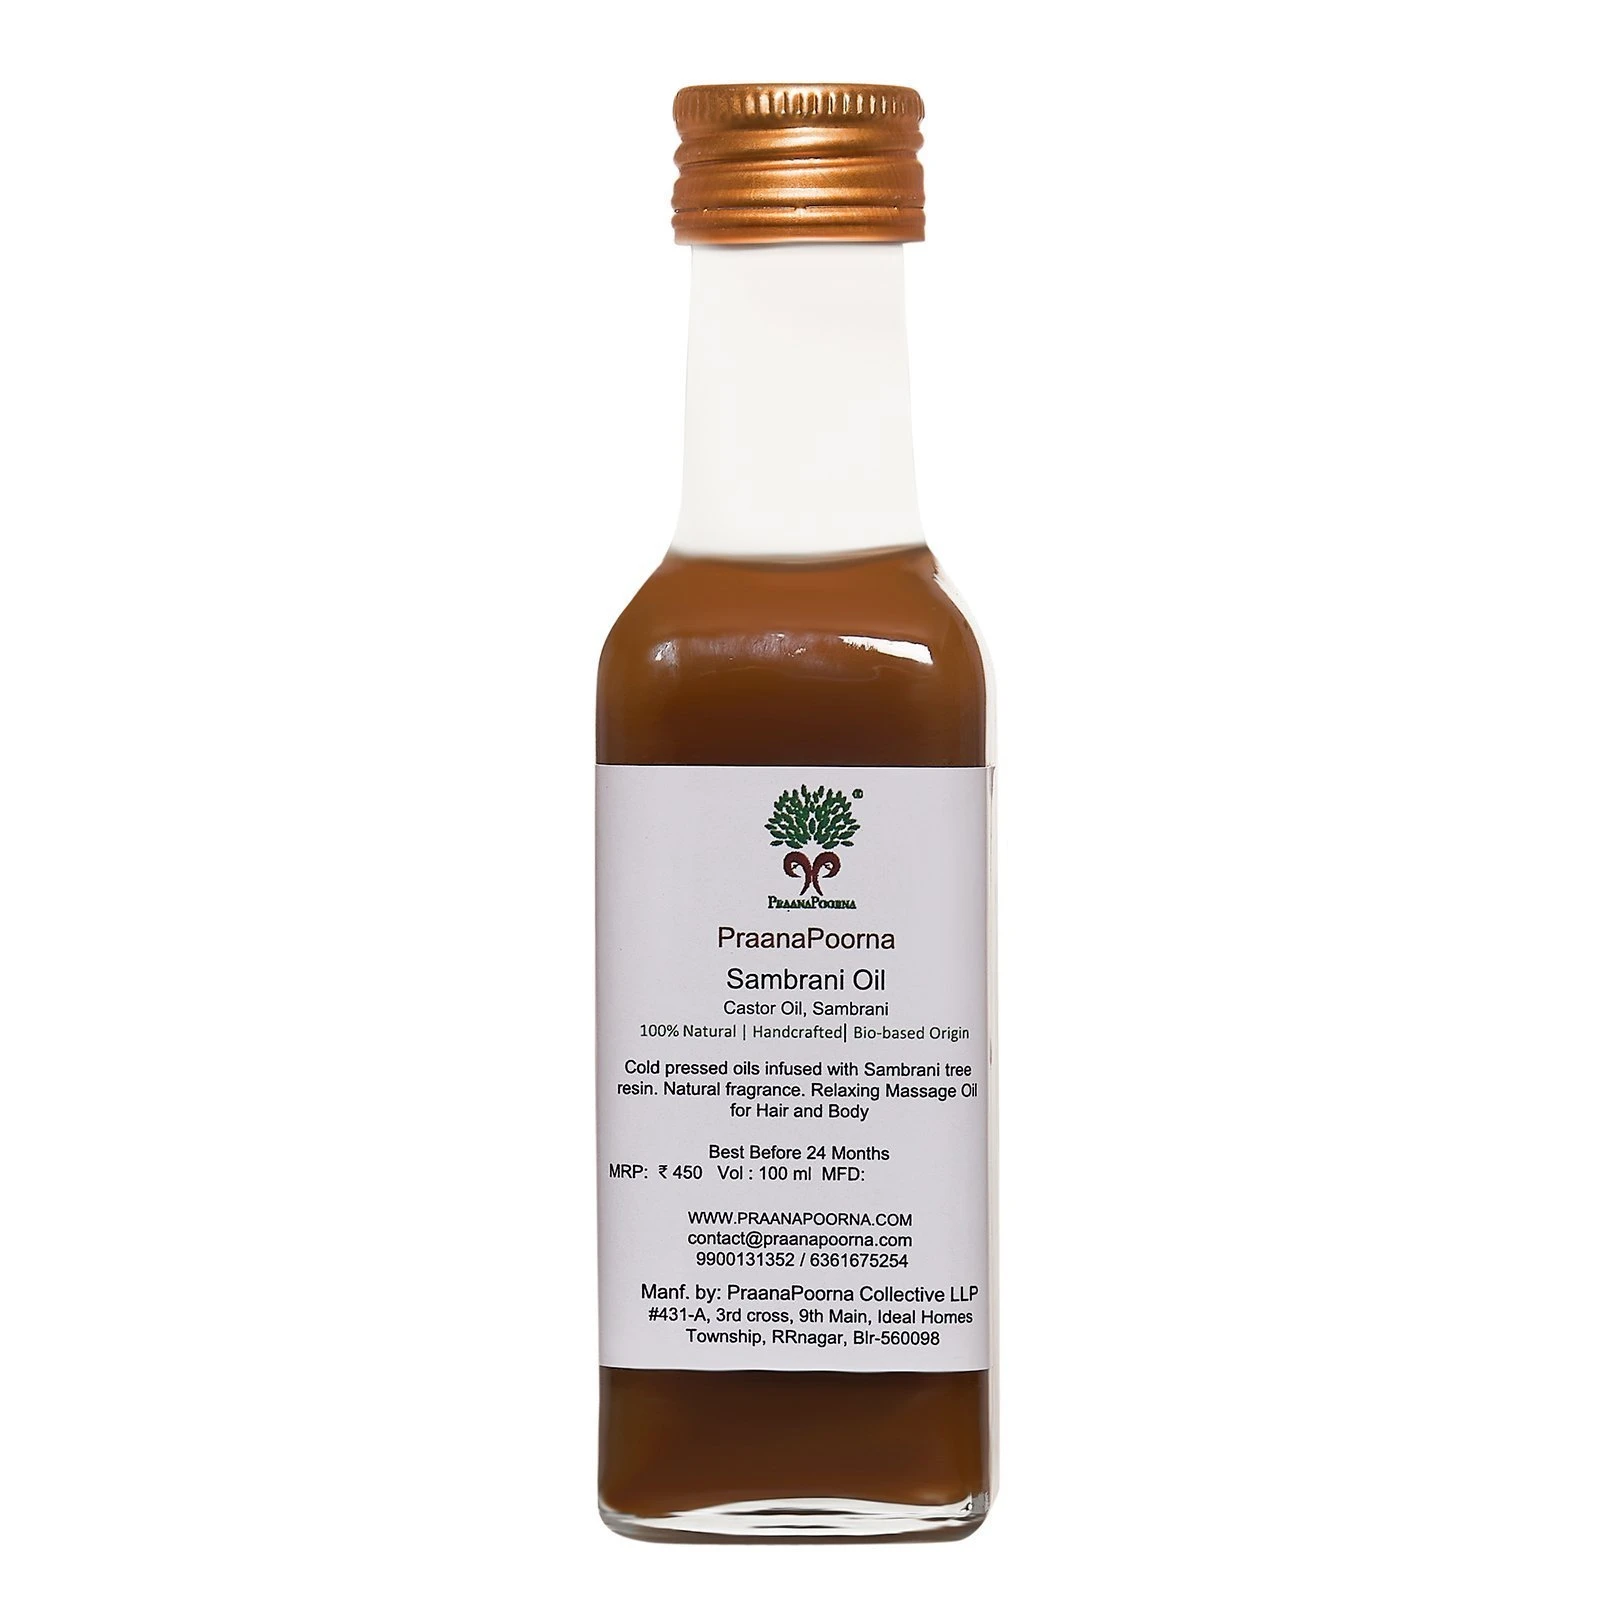 PRAANAPOORNA
PraanaPoorna
Sambrani Oil
Castor Oil, Sambrani
100% Natural | Handcrafted| Bio-based Origin
Cold pressed oils infused with Sambrani tree
resin. Natural fragrance. Relaxing Massage Oil
for Hair and Body
Best Before 24 Months
MRP: ₹ 450 Vol : 100 ml MFD:
WWW.PRAANAPOORNA.COM
contact@praanapoorna.com
9900131352 / 6361675254
Manf. by: PraanaPoorna Collective LLP
#431-A, 3rd cross, 9th Main, Ideal Homes
Township, RRnagar, Blr-560098